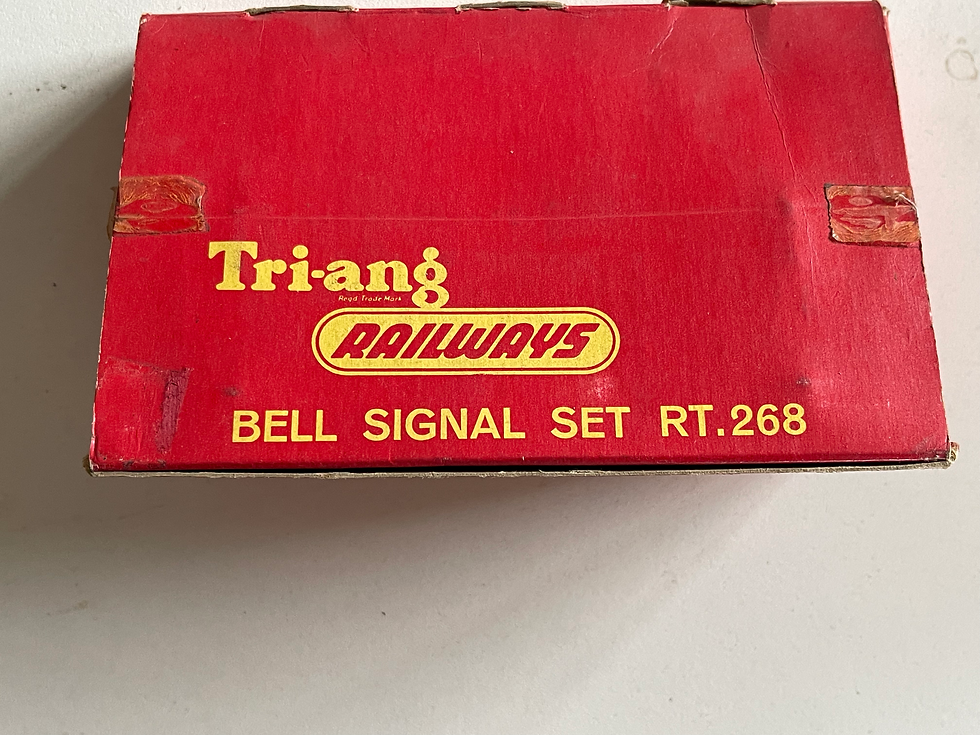 Tri-ang
Regd Trade Mark
RAILWAYS
BELL SIGNAL SET RT.268